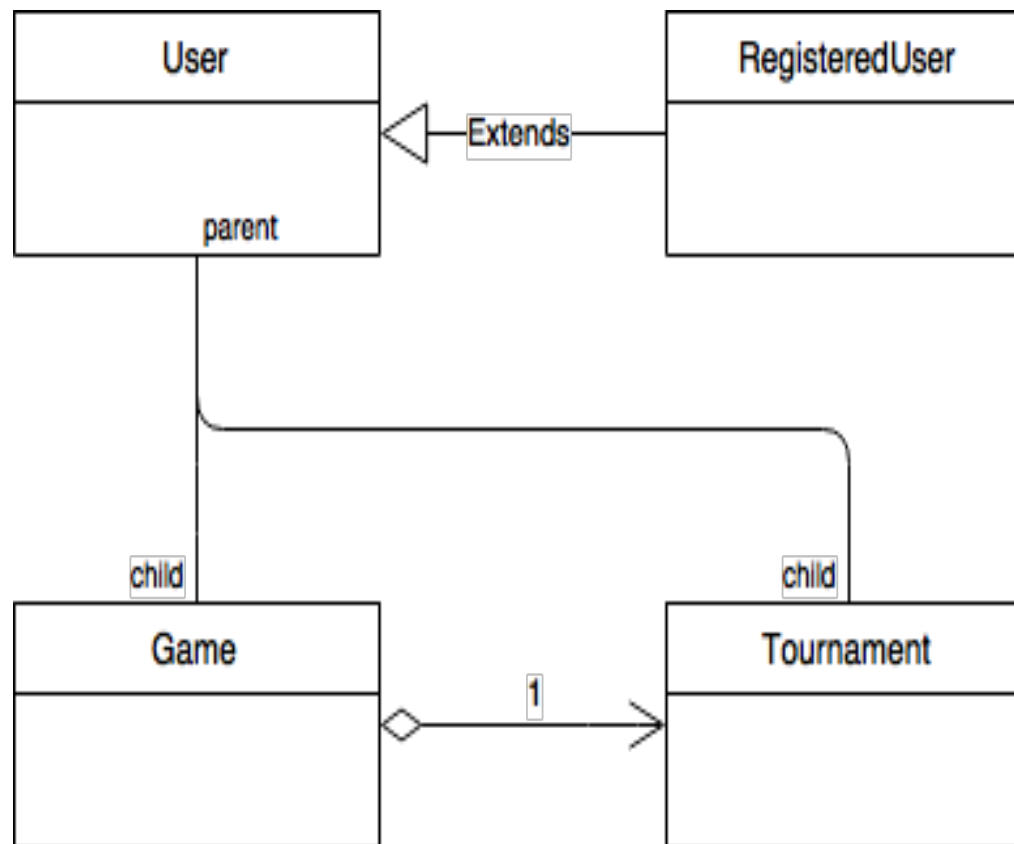 User
RegisteredUser
Extends
parent
child
child
Game
Tournament
1